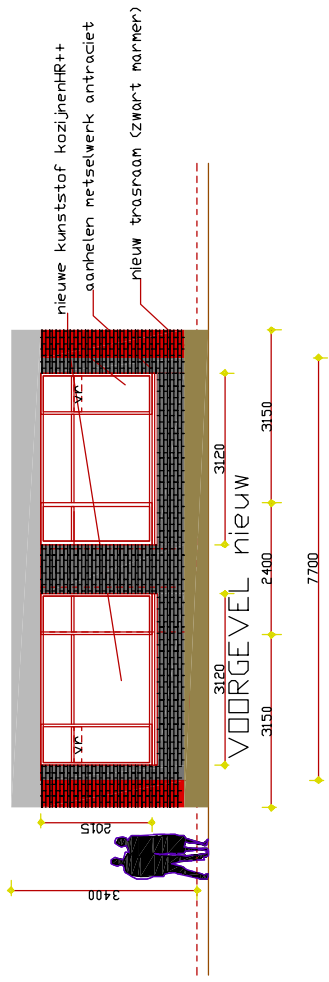 nieuwe kunststof kozijnenHR++
aanhelen metselwerk antraciet
nieuw trasraam (zwart marmer)
3120
3120
VOORGEVEL nieuw
3150
2400
3150
7700
2015
3400